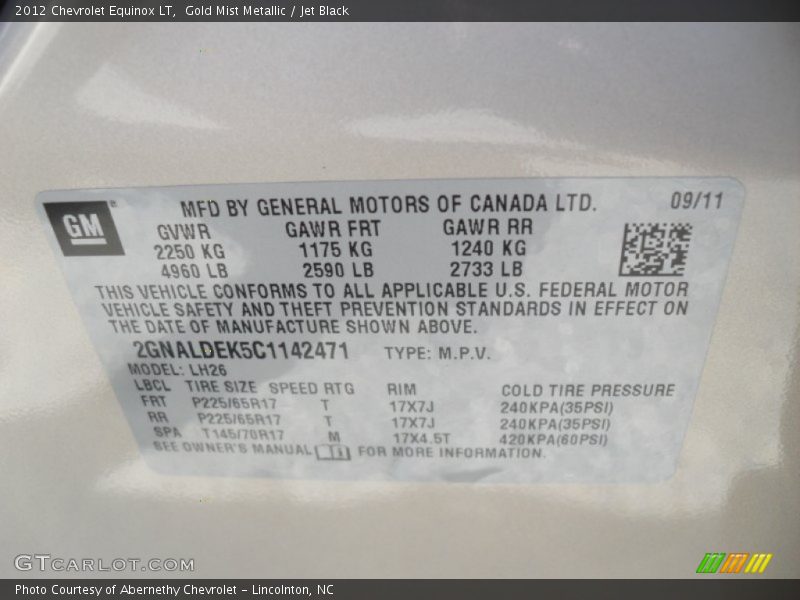 2012 Chevrolet Equinox LT, Gold Mist Metallic / Jet Black
GM
MFD BY GENERAL MOTORS OF CANADA LTD. 09/11
GVWR GAWR FRT GAWR RR
2250 KG 1175 KG 1240 KG
4960 LB 2590 LB 2733 LB
THIS VEHICLE CONFORMS TO ALL APPLICABLE U.S. FEDERAL MOTOR
VEHICLE SAFETY AND THEFT PREVENTION STANDARDS IN EFFECT ON
THE DATE OF MANUFACTURE SHOWN ABOVE.
2GNALDEK5C1142471 TYPE: M.P.V.
MODEL: LH26
LBCL TIRE SIZE SPEED RTG RIM COLD TIRE PRESSURE
FRT P225/65R17 T 17X7J 240KPA(35PSI)
RR P225/65R17 T 17X7J 240KPA(35PSI)
SPA T145/70R17 M 17X4.5T 420KPA(60PSI)
SEE OWNER'S MANUAL FOR MORE INFORMATION.
GTCARLOT.COM
Photo Courtesy of Abernethy Chevrolet - Lincolnton, NC